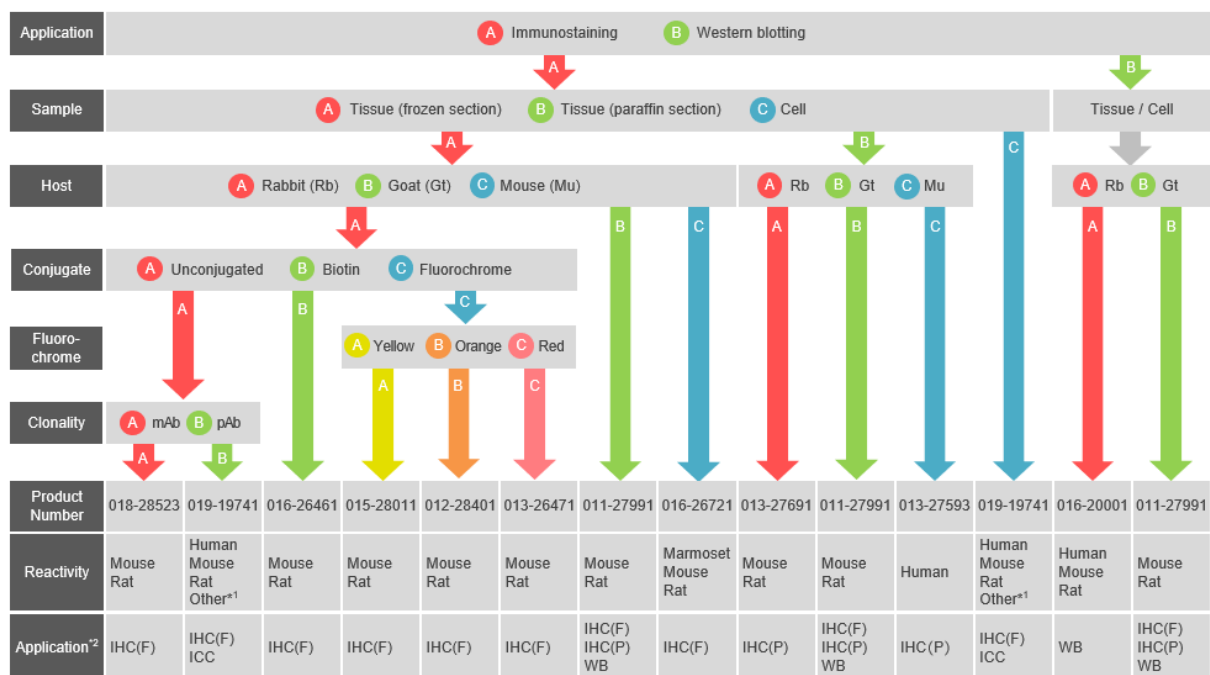 Application
A Immunostaining B Western blotting
A B
Sample
A Tissue (frozen section) B Tissue (paraffin section) C Cell
Tissue / Cell
A B C
Host
A Rabbit (Rb) B Goat (Gt) C Mouse (Mu)
A Rb B Gt C Mu
A Rb B Gt
A B C A B C A B
Conjugate
A Unconjugated B Biotin C Fluorochrome
A B C
Fluoro-
chrome
A Yellow B Orange C Red
A B C
Clonality
A mAb B pAb
A B
Product
Number
018-28523 019-19741 016-26461 015-28011 012-28401 013-26471 011-27991 016-26721 013-27691 011-27991 013-27593 019-19741 016-20001 011-27991
Reactivity
Mouse
Rat
Human
Mouse
Rat
Other*1
Mouse
Rat
Mouse
Rat
Mouse
Rat
Mouse
Rat
Mouse
Rat
Marmoset
Mouse
Rat
Mouse
Rat
Mouse
Rat
Human
Human
Mouse
Rat
Other*1
Human
Mouse
Rat
Mouse
Rat
Application*2
IHC(F)
IHC(F)
ICC
IHC(F)
IHC(F)
IHC(F)
IHC(F)
IHC(F)
IHC(P)
WB
IHC(F)
IHC(P)
IHC(F)
IHC(P)
WB
IHC(P)
IHC(F)
ICC
WB
IHC(F)
IHC(P)
WB